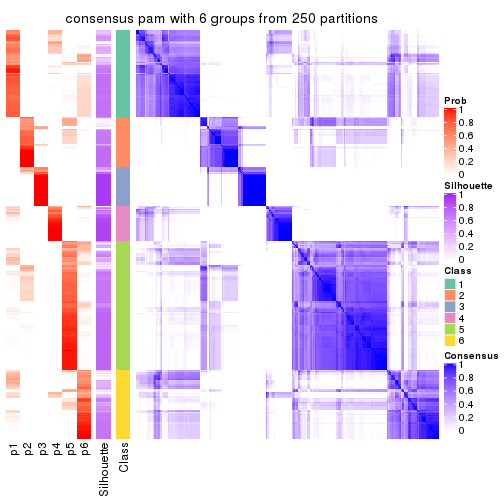 consensus pam with 6 groups from 250 partitions
Prob
1
0.8
0.6
0.4
0.2
0
Silhouette
1
0.8
0.6
0.4
0.2
0
Class
1
2
3
4
5
6
Consensus
1
0.8
0.6
0.4
0.2
0
p1
p2
p3
p4
p5
p6
Silhouette
Class